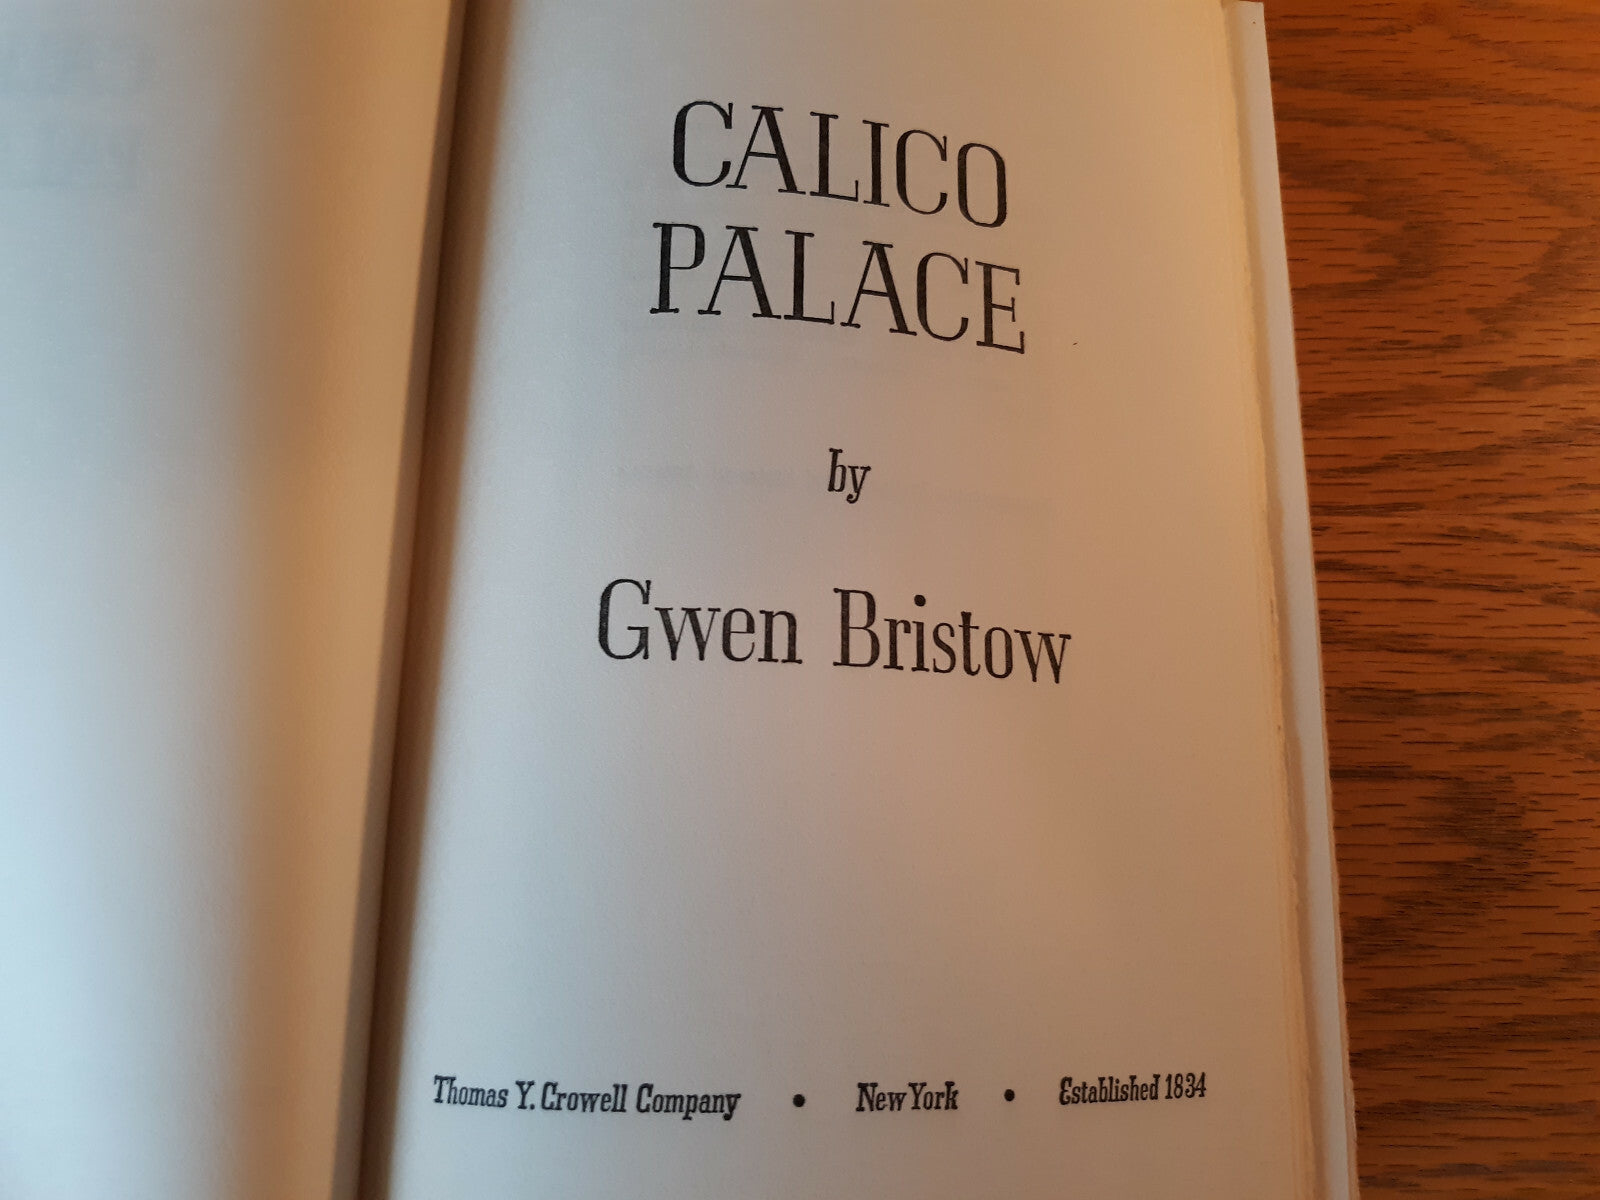 CALICO
PALACE
by
Gwen Bristow
Thomas Y. Crowell Company • New York • Established 1834